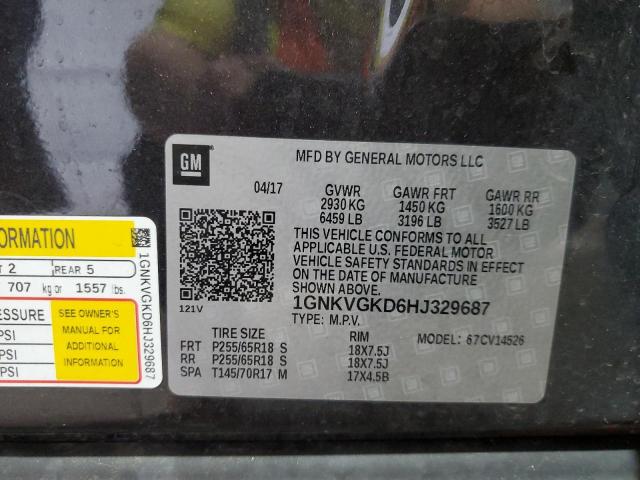 GM
MFD BY GENERAL MOTORS LLC
04/17
GVWR GAWR FRT GAWR RR
2930 KG 1450 KG 1600 KG
6459 LB 3196 LB 3527 LB
THIS VEHICLE CONFORMS TO ALL
APPLICABLE U.S. FEDERAL MOTOR
VEHICLE SAFETY STANDARDS IN EFFECT
ON THE DATE OF MANUFACTURE
SHOWN ABOVE.
121V
1GNKVGKD6HJ329687
TYPE: M.P.V.
TIRE SIZE RIM MODEL: 67CV14526
FRT P255/65R18 S 18X7.5J
RR P255/65R18 S 18X7.5J
SPA T145/70R17 M 17X4.5B
ORMATION
2 REAR 5
707 kg or 1557 lbs.
ESSURE SEE OWNER'S
PSI MANUAL FOR
PSI ADDITIONAL
PSI INFORMATION
1GNKVGKD6HJ329687